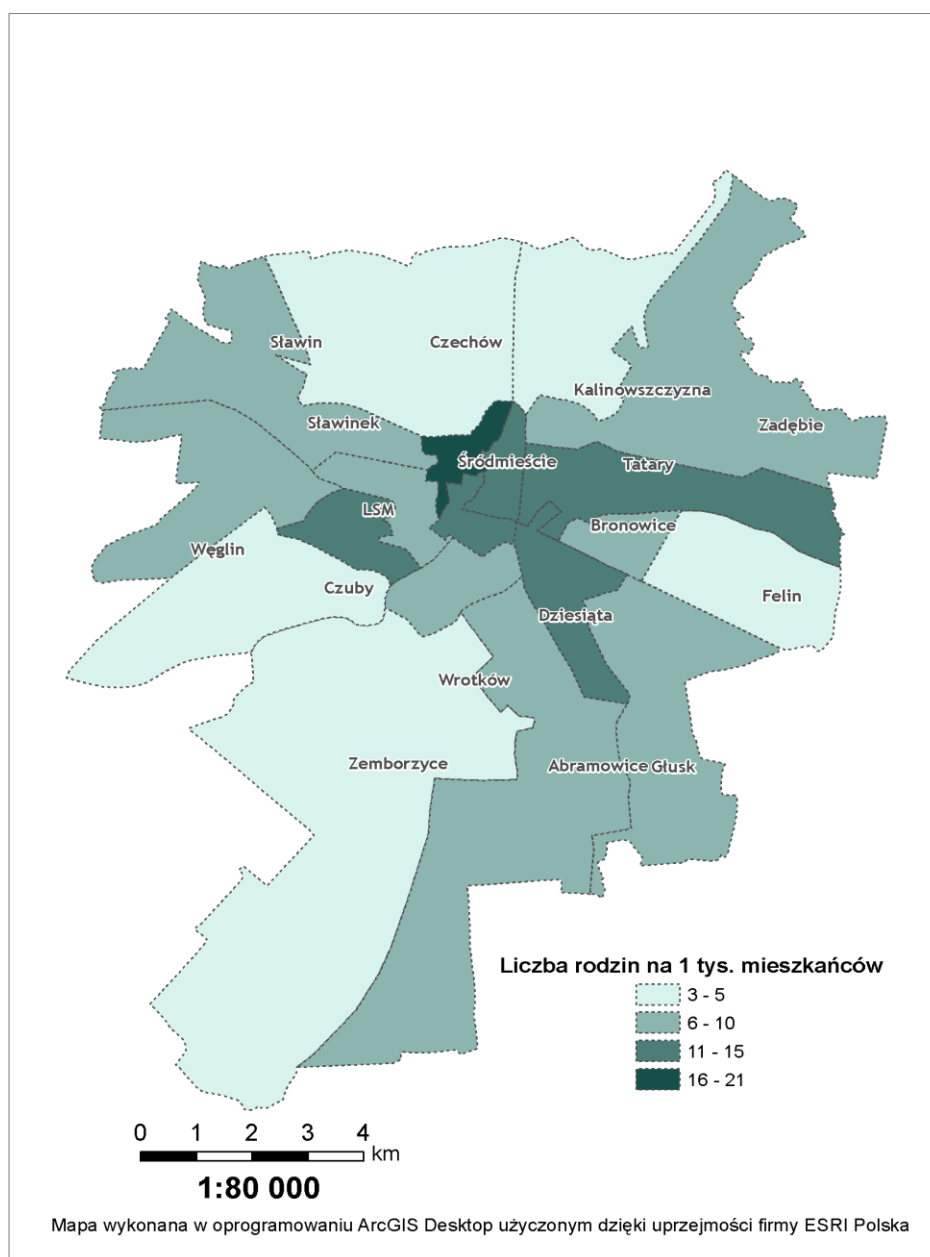 Sławin
Czechów
Kalinowszczyzna
Sławinek
Zadębie
Śródmieście
Tatary
LSM
Bronowice
Węglin
Czuby
Felin
Dziesiąta
Wrotków
Zemborzyce
Abramowice
Głusk
Liczba rodzin na 1 tys. mieszkańców
3 - 5
6 - 10
11 - 15
16 - 21
0 1 2 3 4
km
1:80 000
Mapa wykonana w oprogramowaniu ArcGIS Desktop użyczonym dzięki uprzejmości firmy ESRI Polska